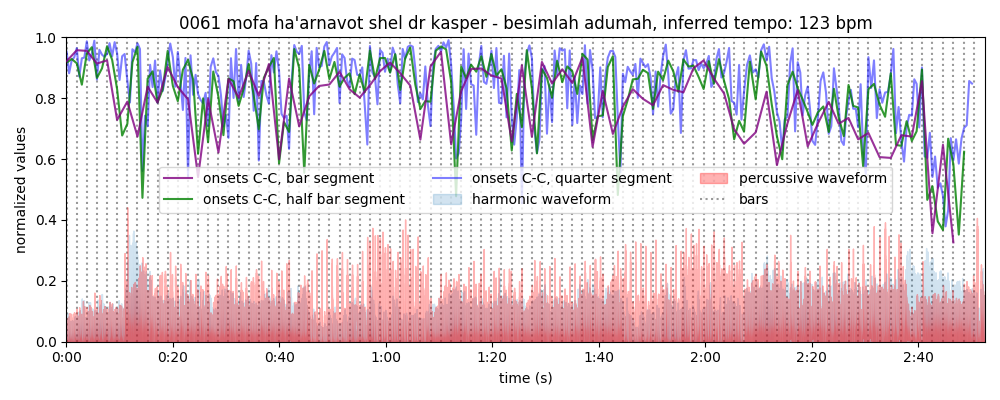 0061 mofa ha'arnavot shel dr kasper - besimlah adumah, inferred tempo: 123 bpm
1.0
0.8
0.6
0.4
0.2
0.0
normalized values
onsets C-C, bar segment
onsets C-C, half bar segment
onsets C-C, quarter segment
harmonic waveform
percussive waveform
bars
0:00 0:20 0:40 1:00 1:20 1:40 2:00 2:20 2:40
time (s)